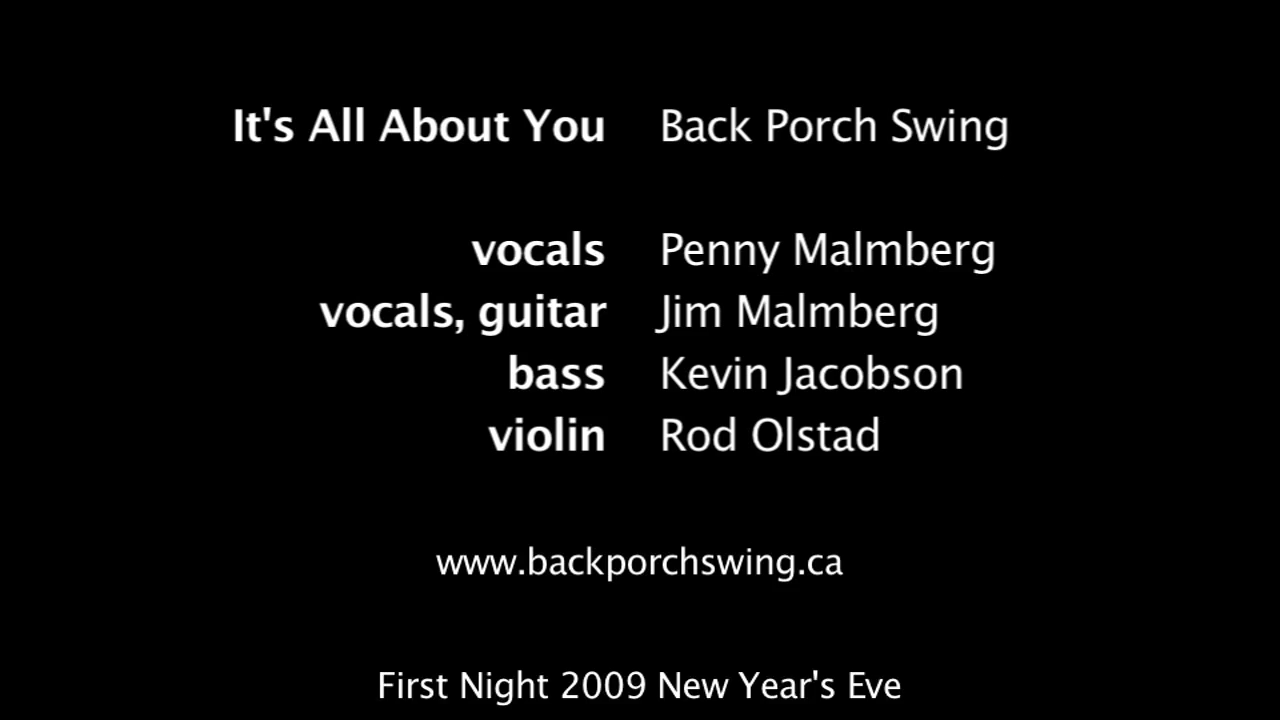 It's All About You Back Porch Swing
vocals Penny Malmberg
vocals, guitar Jim Malmberg
bass Kevin Jacobson
violin Rod Olstad
www.backporchswing.ca
First Night 2009 New Year's Eve